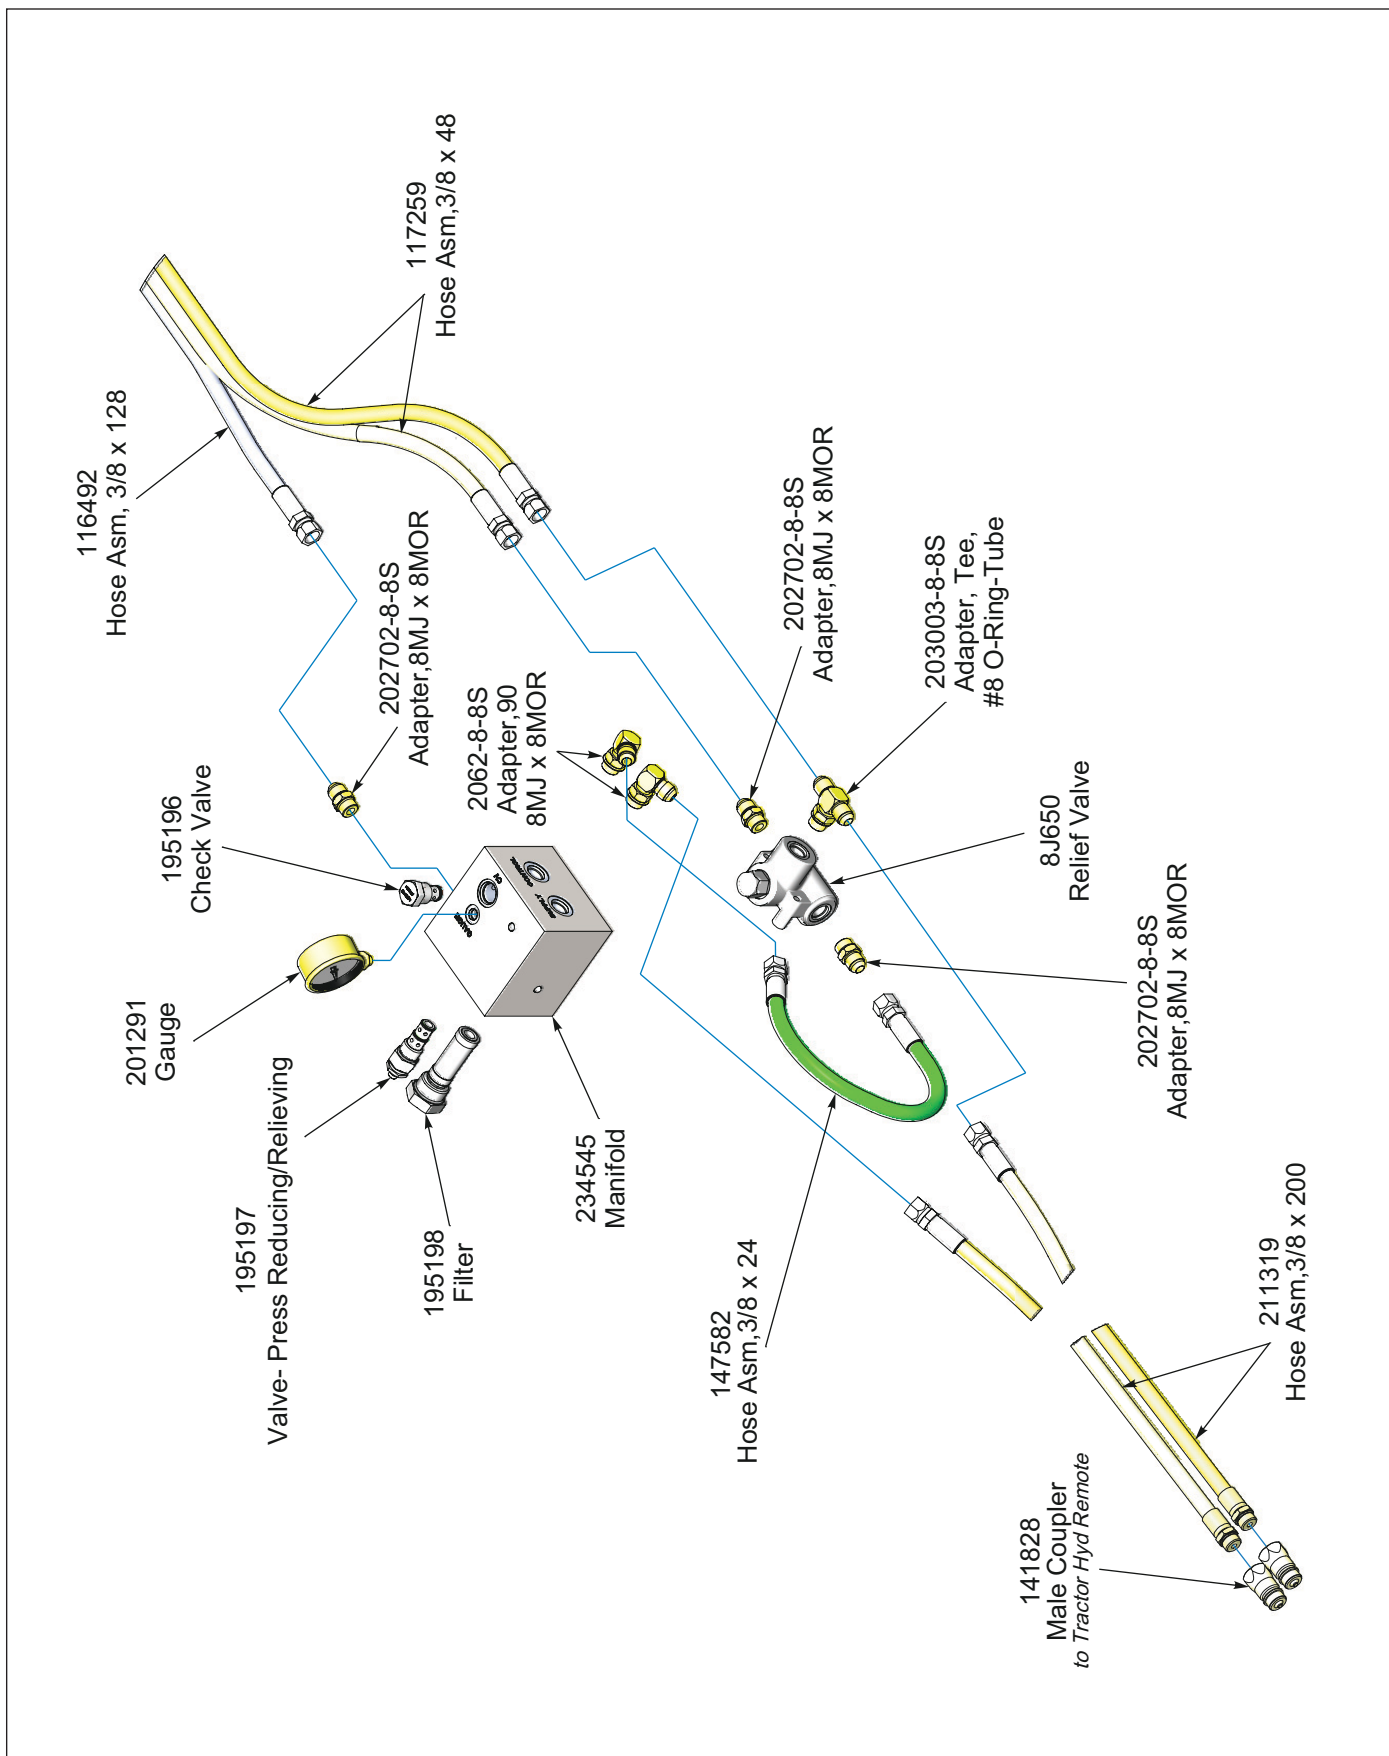 116492
Hose Asm, 3/8 x 128
117259
Hose Asm,3/8 x 48
202702-8-8S
Adapter,8MJ x 8MOR
195196
Check Valve
201291
Gauge
2062-8-8S
Adapter,90
8MJ x 8MOR
202702-8-8S
Adapter,8MJ x 8MOR
203003-8-8S
Adapter, Tee,
#8 O-Ring-Tube
8J650
Relief Valve
202702-8-8S
Adapter,8MJ x 8MOR
195197
Valve- Press Reducing/Relieving
195198
Filter
234545
Manifold
GAUGE
CV
CONTROL
SUPPLY
147582
Hose Asm,3/8 x 24
211319
Hose Asm,3/8 x 200
141828
Male Coupler
to Tractor Hyd Remote